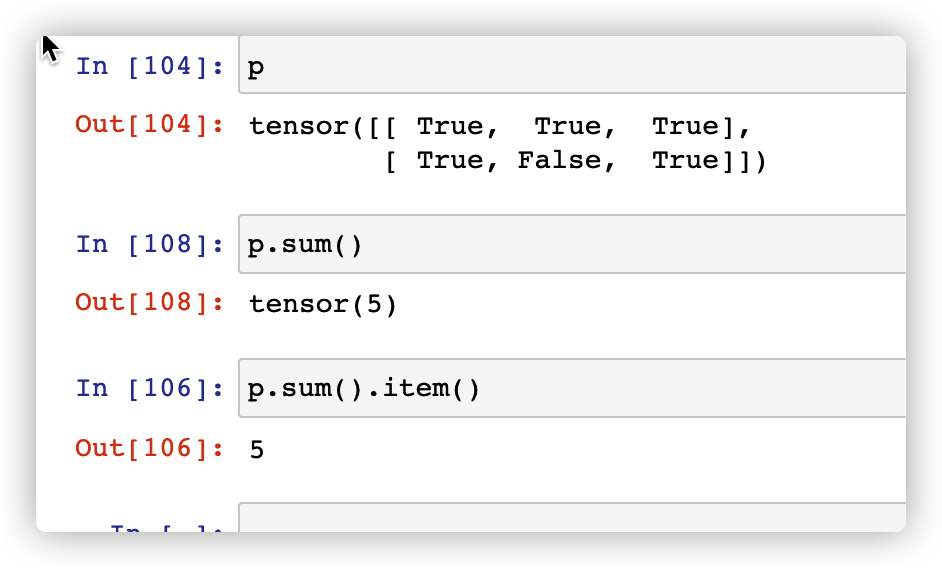 In [104]: p
Out[104]: tensor([[ True,  True,  True],
        [ True, False,  True]])
In [108]: p.sum()
Out[108]: tensor(5)
In [106]: p.sum().item()
Out[106]: 5
In [ ]: